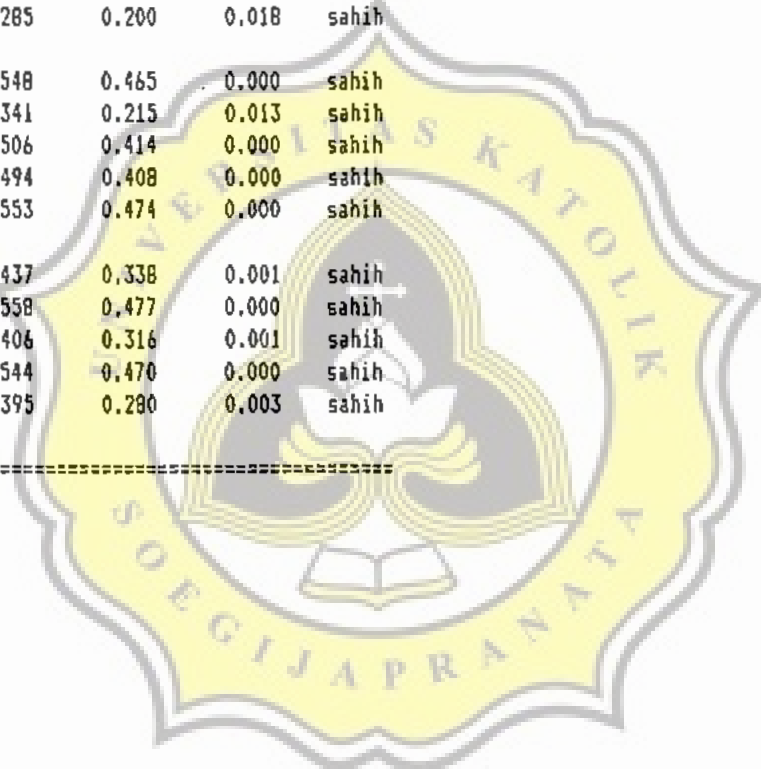 285 0.200 0.018 sahih
548 0.465 0.000 sahih
341 0.215 0.013 sahih
506 0.414 0.000 sahih
494 0.408 0.000 sahih
553 0.474 0.000 sahih
437 0.338 0.001 sahih
558 0.477 0.000 sahih
406 0.316 0.001 sahih
544 0.470 0.000 sahih
395 0.280 0.003 sahih
==================================
UNIVERSITAS KATOLIK
SOEGIJAPRANATA